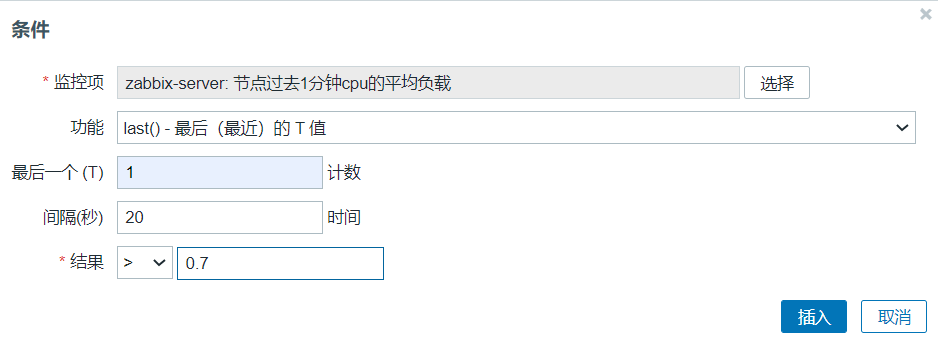 条件
* 监控项 zabbix-server: 节点过去1分钟cpu的平均负载 选择
功能 last() - 最后（最近）的 T 值
最后一个 (T) 1 计数
间隔(秒) 20 时间
* 结果 > 0.7
插入 取消